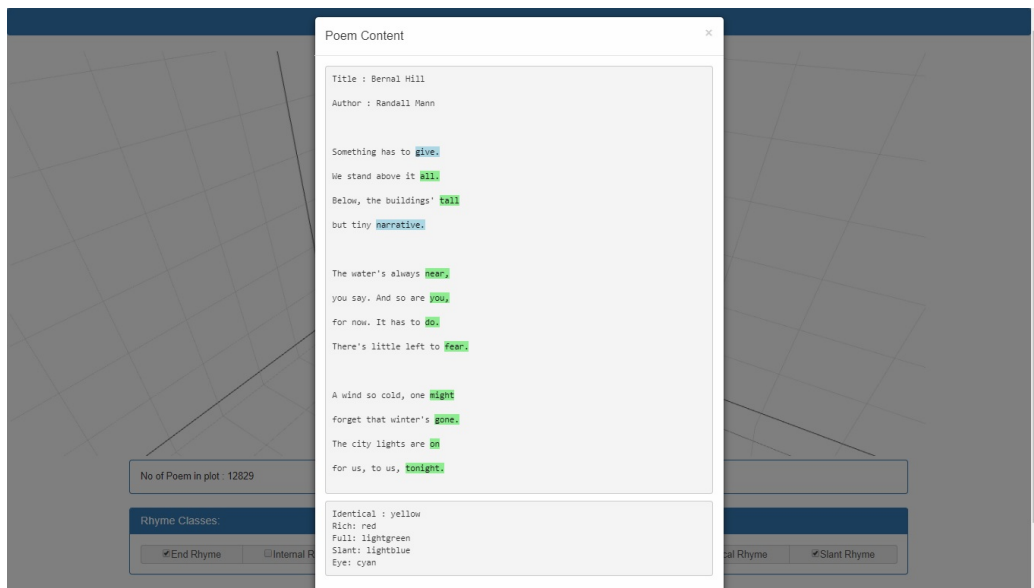 Poem Content
×
Title : Bernal Hill
Author : Randall Mann
Something has to give.
We stand above it all.
Below, the buildings' tall
but tiny narrative.
The water's always near,
you say. And so are you,
for now. It has to do.
There's little left to fear.
A wind so cold, one might
forget that winter's gone.
The city lights are on
for us, to us, tonight.
Identical : yellow
Rich: red
Full: lightgreen
Slant: lightblue
Eye: cyan
No of Poem in plot : 12829
Rhyme Classes:
End Rhyme
Internal R
cal Rhyme
Slant Rhyme